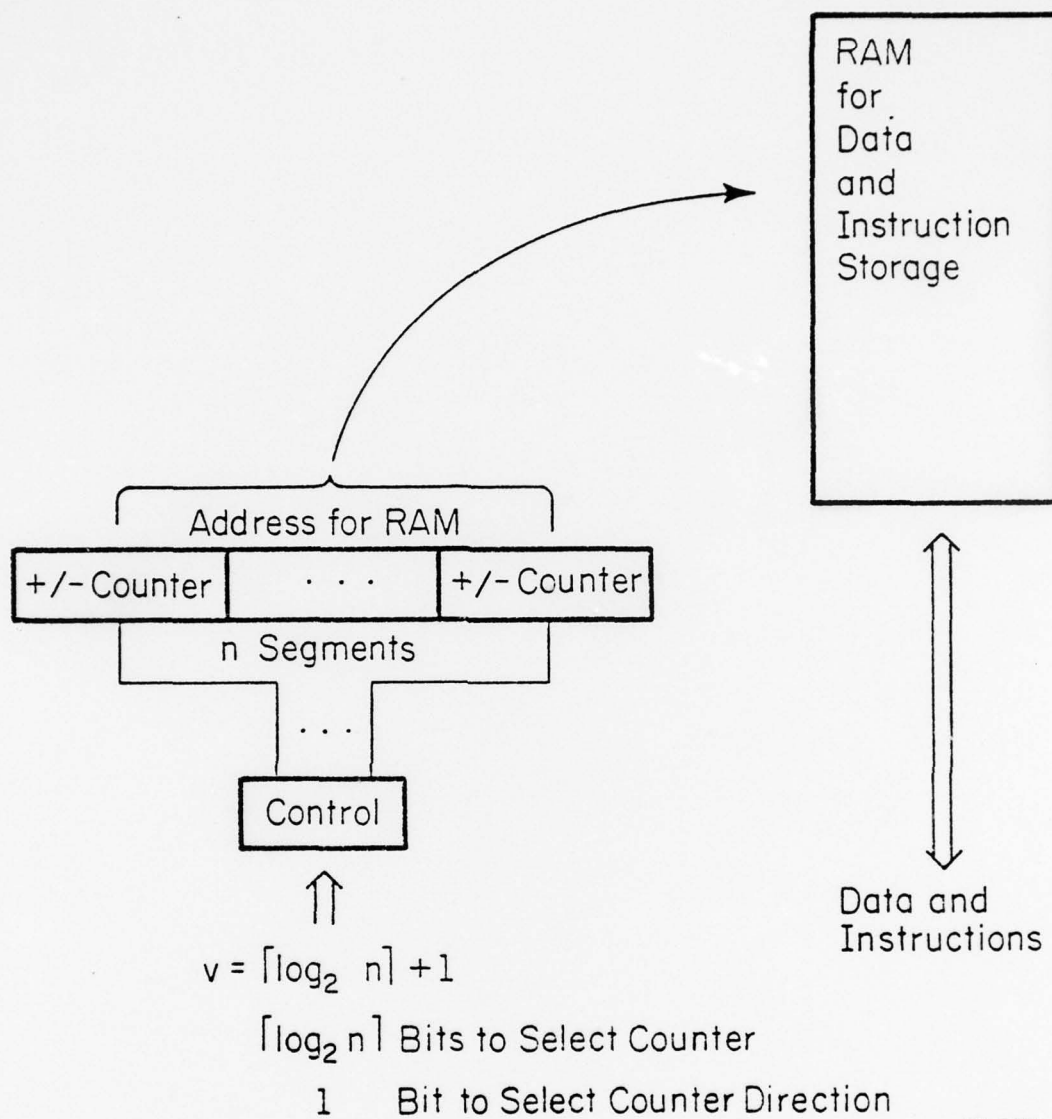 RAM
for
Data
and
Instruction
Storage
Address for RAM
+/- Counter · · · +/- Counter
n Segments
· · ·
Control
v = ⌈log₂ n⌉ + 1
⌈log₂ n⌉ Bits to Select Counter
1 Bit to Select Counter Direction
Data and
Instructions